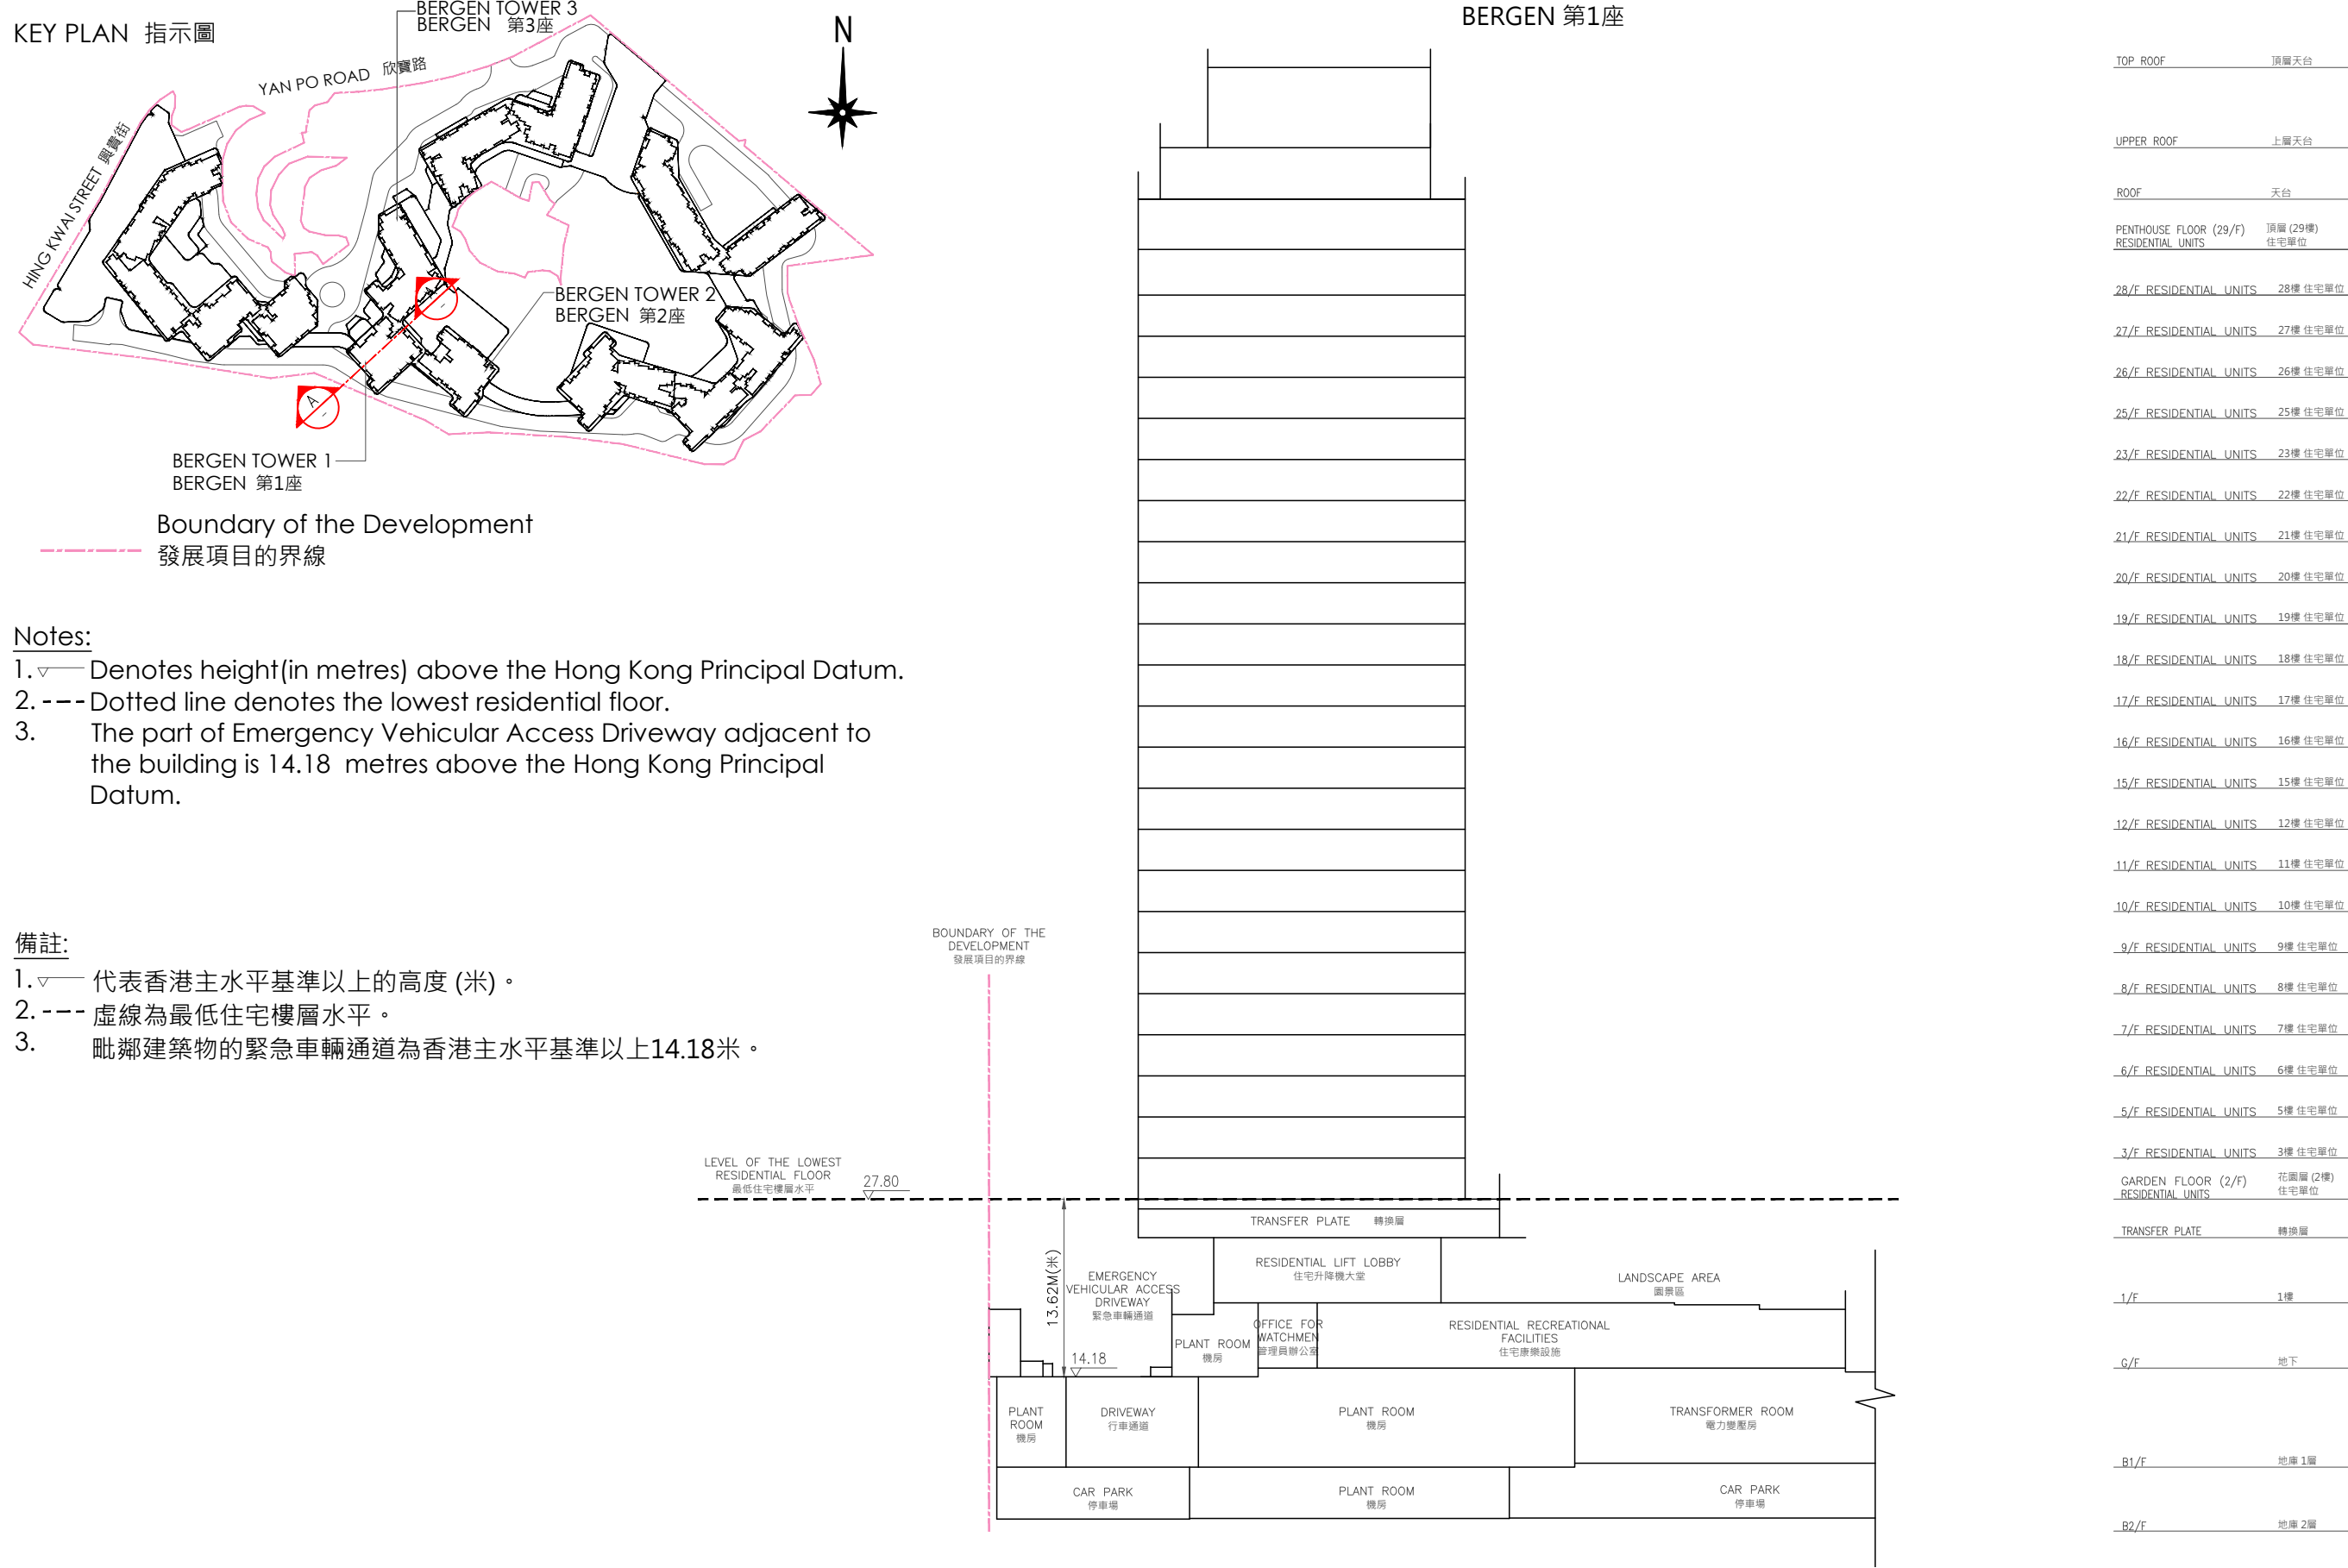 KEY PLAN 指示圖
BERGEN TOWER 3
BERGEN 第3座
YAN PO ROAD 欣寶路
HING KWAI STREET 興貴街
N
BERGEN TOWER 2
BERGEN 第2座
A
A
BERGEN TOWER 1
BERGEN 第1座
Boundary of the Development
發展項目的界線
Notes:
1. Denotes height(in metres) above the Hong Kong Principal Datum.
2. Dotted line denotes the lowest residential floor.
3. The part of Emergency Vehicular Access Driveway adjacent to
the building is 14.18 metres above the Hong Kong Principal
Datum.
備註:
1. 代表香港主水平基準以上的高度 (米)。
2. 虛線為最低住宅樓層水平。
3. 毗鄰建築物的緊急車輛通道為香港主水平基準以上14.18米。
BERGEN 第1座
BOUNDARY OF THE
DEVELOPMENT
發展項目的界線
LEVEL OF THE LOWEST
RESIDENTIAL FLOOR
最低住宅樓層水平
27.80
13.62M(米)
TRANSFER PLATE 轉換層
RESIDENTIAL LIFT LOBBY
住宅升降機大堂
EMERGENCY
VEHICULAR ACCESS
DRIVEWAY
緊急車輛通道
LANDSCAPE AREA
園景區
14.18
PLANT ROOM
機房
OFFICE FOR
WATCHMEN
管理員辦公室
RESIDENTIAL RECREATIONAL
FACILITIES
住宅康樂設施
PLANT
ROOM
機房
DRIVEWAY
行車通道
PLANT ROOM
機房
TRANSFORMER ROOM
電力變壓房
CAR PARK
停車場
PLANT ROOM
機房
CAR PARK
停車場
TOP ROOF 頂層天台
UPPER ROOF 上層天台
ROOF 天台
PENTHOUSE FLOOR (29/F) 頂層 (29樓)
RESIDENTIAL UNITS 住宅單位
28/F RESIDENTIAL UNITS 28樓 住宅單位
27/F RESIDENTIAL UNITS 27樓 住宅單位
26/F RESIDENTIAL UNITS 26樓 住宅單位
25/F RESIDENTIAL UNITS 25樓 住宅單位
23/F RESIDENTIAL UNITS 23樓 住宅單位
22/F RESIDENTIAL UNITS 22樓 住宅單位
21/F RESIDENTIAL UNITS 21樓 住宅單位
20/F RESIDENTIAL UNITS 20樓 住宅單位
19/F RESIDENTIAL UNITS 19樓 住宅單位
18/F RESIDENTIAL UNITS 18樓 住宅單位
17/F RESIDENTIAL UNITS 17樓 住宅單位
16/F RESIDENTIAL UNITS 16樓 住宅單位
15/F RESIDENTIAL UNITS 15樓 住宅單位
12/F RESIDENTIAL UNITS 12樓 住宅單位
11/F RESIDENTIAL UNITS 11樓 住宅單位
10/F RESIDENTIAL UNITS 10樓 住宅單位
9/F RESIDENTIAL UNITS 9樓 住宅單位
8/F RESIDENTIAL UNITS 8樓 住宅單位
7/F RESIDENTIAL UNITS 7樓 住宅單位
6/F RESIDENTIAL UNITS 6樓 住宅單位
5/F RESIDENTIAL UNITS 5樓 住宅單位
3/F RESIDENTIAL UNITS 3樓 住宅單位
GARDEN FLOOR (2/F) 花園層 (2樓)
RESIDENTIAL UNITS 住宅單位
TRANSFER PLATE 轉換層
1/F 1樓
G/F 地下
B1/F 地庫 1層
B2/F 地庫 2層